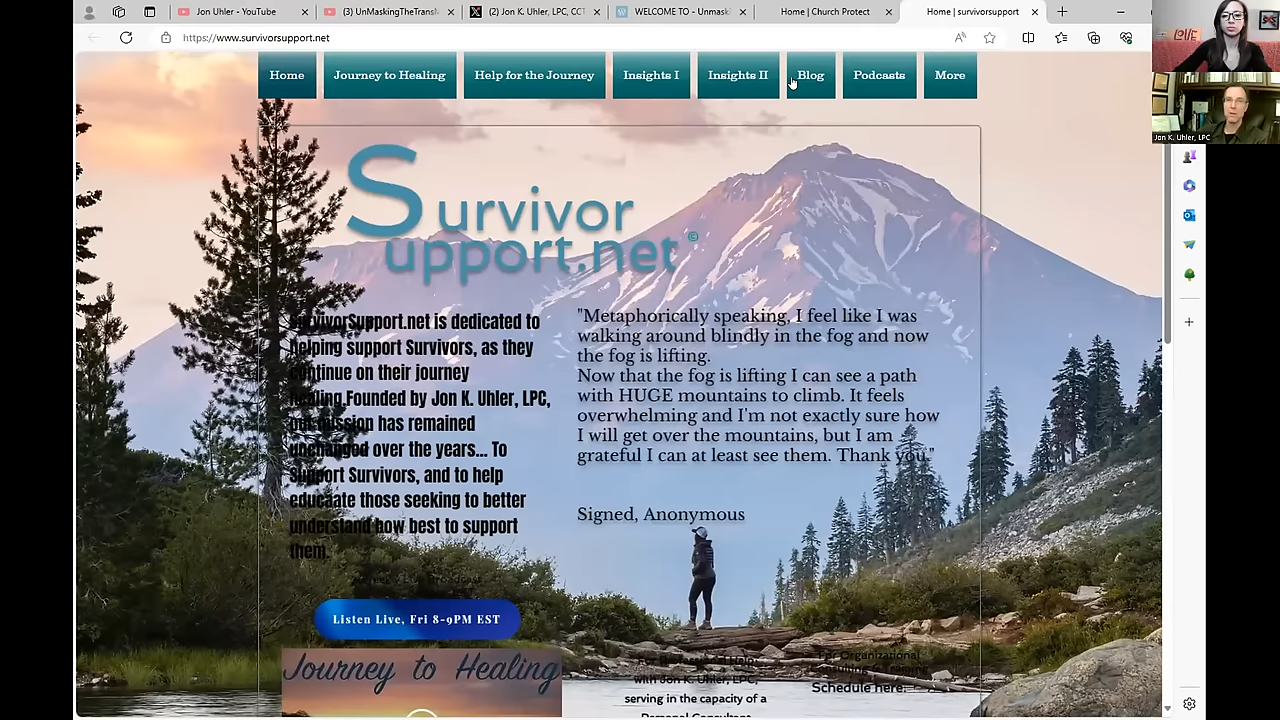 Jon Uhler - YouTube
(3) UnMaskingTheTransM
(2) Jon K. Uhler, LPC, CCT
WELCOME TO - Unmask
Home | Church Protect
Home | survivorsupport
https://www.survivorsupport.net
LOVE
Jon K. Uhler, LPC
Home
Journey to Healing
Help for the Journey
Insights I
Insights II
Blog
Podcasts
More
Survivor
upport.net ©
SurvivorSupport.net is dedicated to
helping support Survivors, as they
continue on their journey
healing.Founded by Jon K. Uhler, LPC,
our mission has remained
unchanged over the years... To
Support Survivors, and to help
educaate those seeking to better
understand how best to support
them.
"Metaphorically speaking, I feel like I was
walking around blindly in the fog and now
the fog is lifting.
Now that the fog is lifting I can see a path
with HUGE mountains to climb. It feels
overwhelming and I'm not exactly sure how
I will get over the mountains, but I am
grateful I can at least see them. Thank you."
Signed, Anonymous
Listen Live, Fri 8-9PM EST
Journey to Healing
with Jon K. Uhler, LPC,
serving in the capacity of a
Personal Consultant
For Organizational
Schedule here: